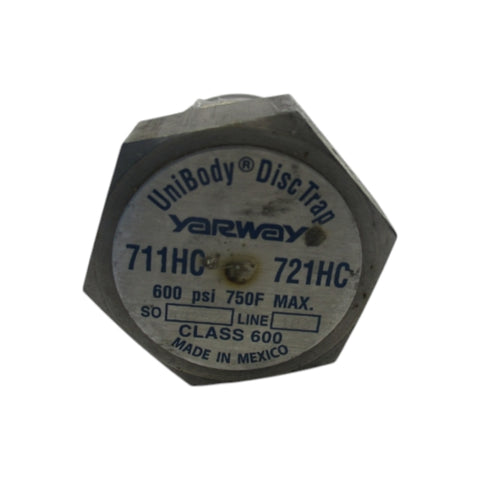 UniBody® Disc Trap
YARWAY
711HC 721HC
600 psi 750F MAX.
SO LINE
CLASS 600
MADE IN MEXICO